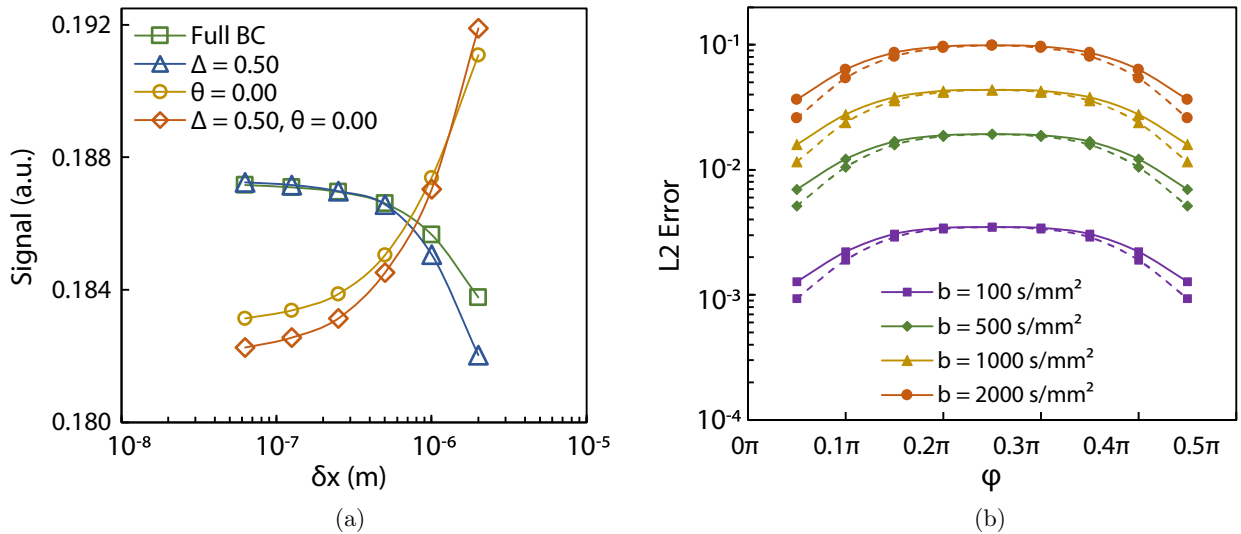 0.192
0.188
0.184
0.180
Signal (a.u.)
Full BC
Δ = 0.50
θ = 0.00
Δ = 0.50, θ = 0.00
10⁻⁸
10⁻⁷
10⁻⁶
10⁻⁵
δx (m)
(a)
10⁻¹
10⁻²
10⁻³
10⁻⁴
L2 Error
b = 100 s/mm²
b = 500 s/mm²
b = 1000 s/mm²
b = 2000 s/mm²
0π
0.1π
0.2π
0.3π
0.4π
0.5π
φ
(b)